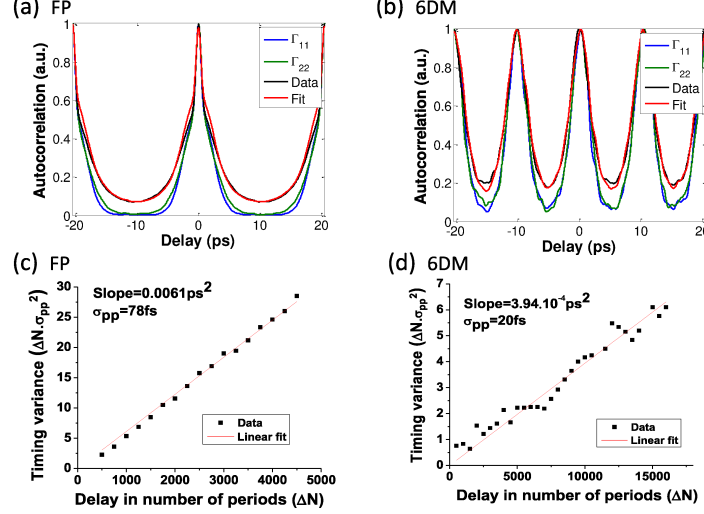 (a) FP
Autocorrelation (a.u.)
1
0.8
0.6
0.4
0.2
0
-20
-10
0
10
20
Delay (ps)
Γ11
Γ22
Data
Fit
(b) 6DM
Autocorrelation (a.u.)
1
0.8
0.6
0.4
0.2
0
-20
-10
0
10
20
Delay (ps)
Γ11
Γ22
Data
Fit
(c) FP
Timing variance (ΔN.σpp²)
30
25
20
15
10
5
0
0
1000
2000
3000
4000
5000
Delay in number of periods (ΔN)
Slope=0.0061ps²
σpp=78fs
Data
Linear fit
(d) 6DM
Timing variance (ΔN.σpp²)
7
6
5
4
3
2
1
0
0
5000
10000
15000
Delay in number of periods (ΔN)
Slope=3.94.10⁻⁴ps²
σpp=20fs
Data
Linear fit